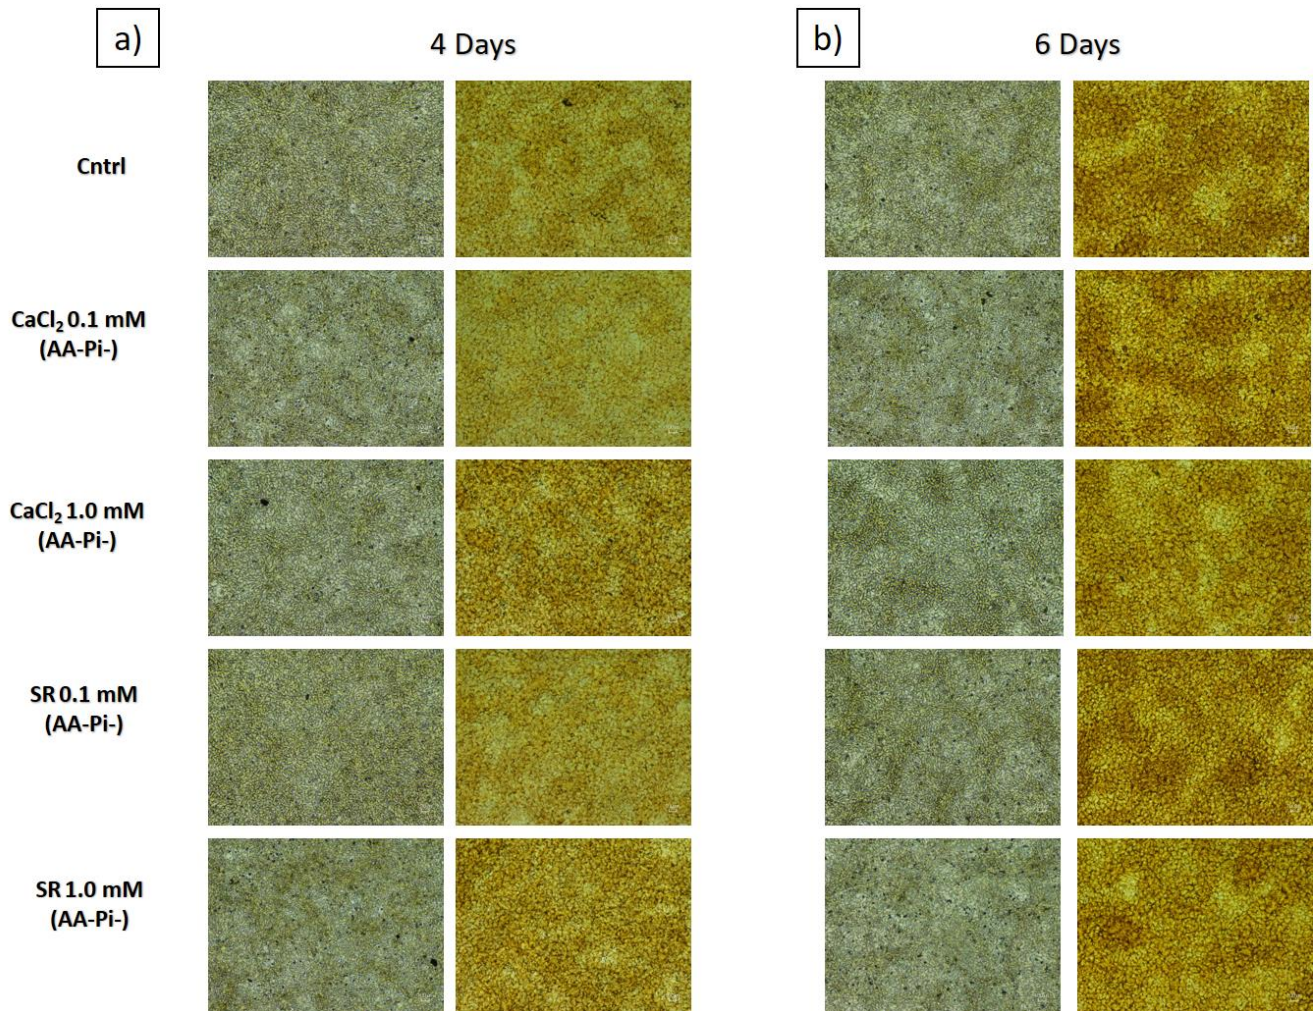 a)
4 Days
b)
6 Days
Cntrl
CaCl₂ 0.1 mM
(AA-Pi-)
CaCl₂ 1.0 mM
(AA-Pi-)
SR 0.1 mM
(AA-Pi-)
SR 1.0 mM
(AA-Pi-)